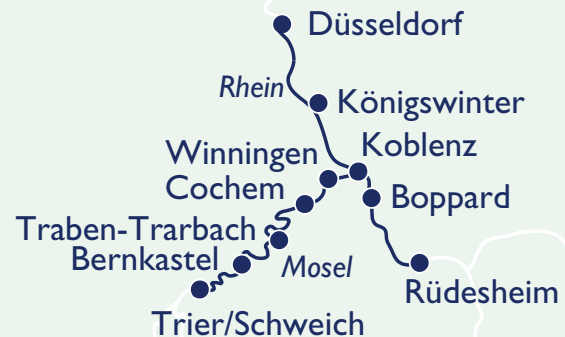 Düsseldorf
Rhein
Königswinter
Koblenz
Winningen
Cochem
Boppard
Traben-Trarbach
Bernkastel
Mosel
Rüdesheim
Trier/Schweich